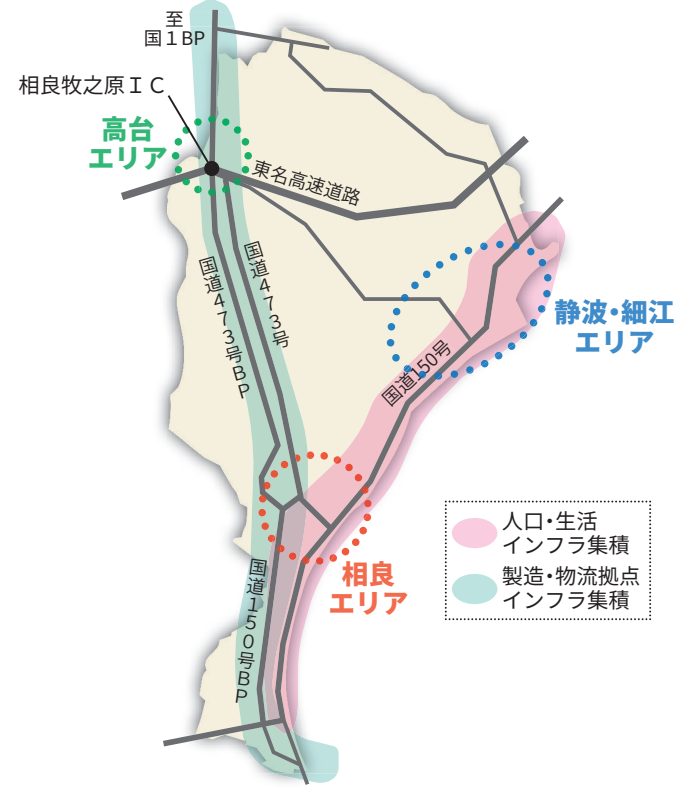 至
国１BP
相良牧之原ＩＣ
高台
エリア
東名高速道路
国道４７３号
国道４７３号ＢＰ
静波・細江
エリア
国道150号
相良
エリア
国道１５０号ＢＰ
人口・生活
インフラ集積
製造・物流拠点
インフラ集積